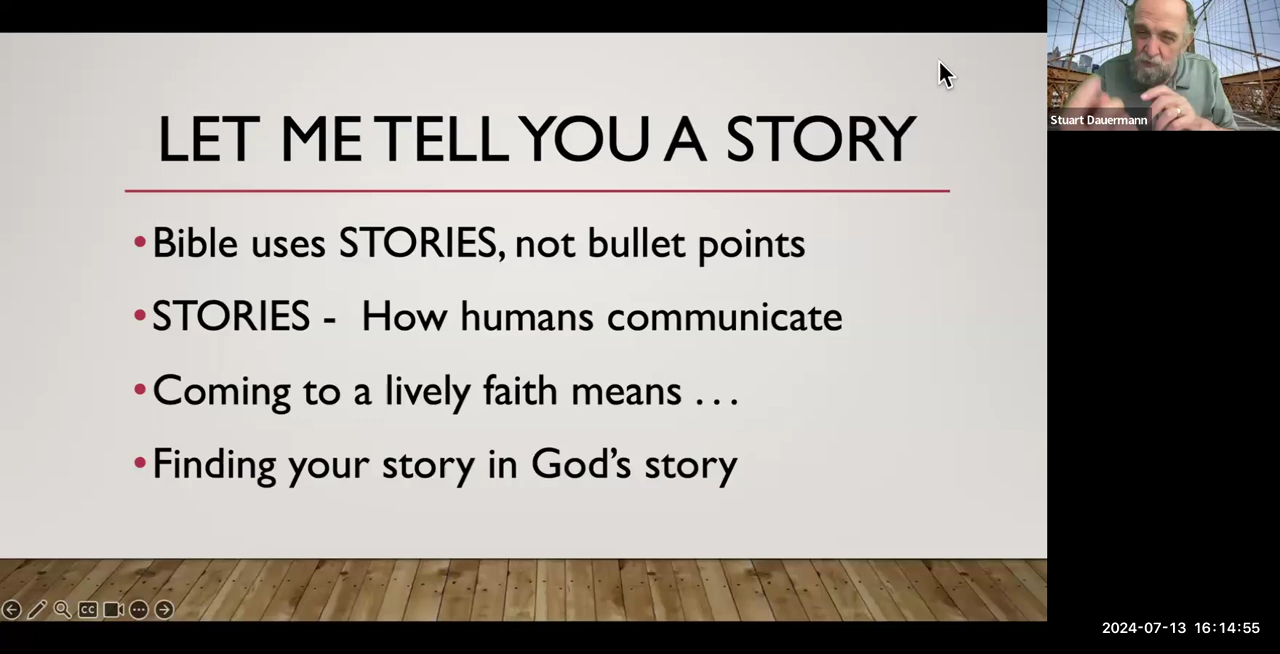 LET ME TELL YOU A STORY
•Bible uses STORIES, not bullet points
•STORIES - How humans communicate
•Coming to a lively faith means . . .
•Finding your story in God’s story
Stuart Dauermann
CC
2024-07-13 16:14:55